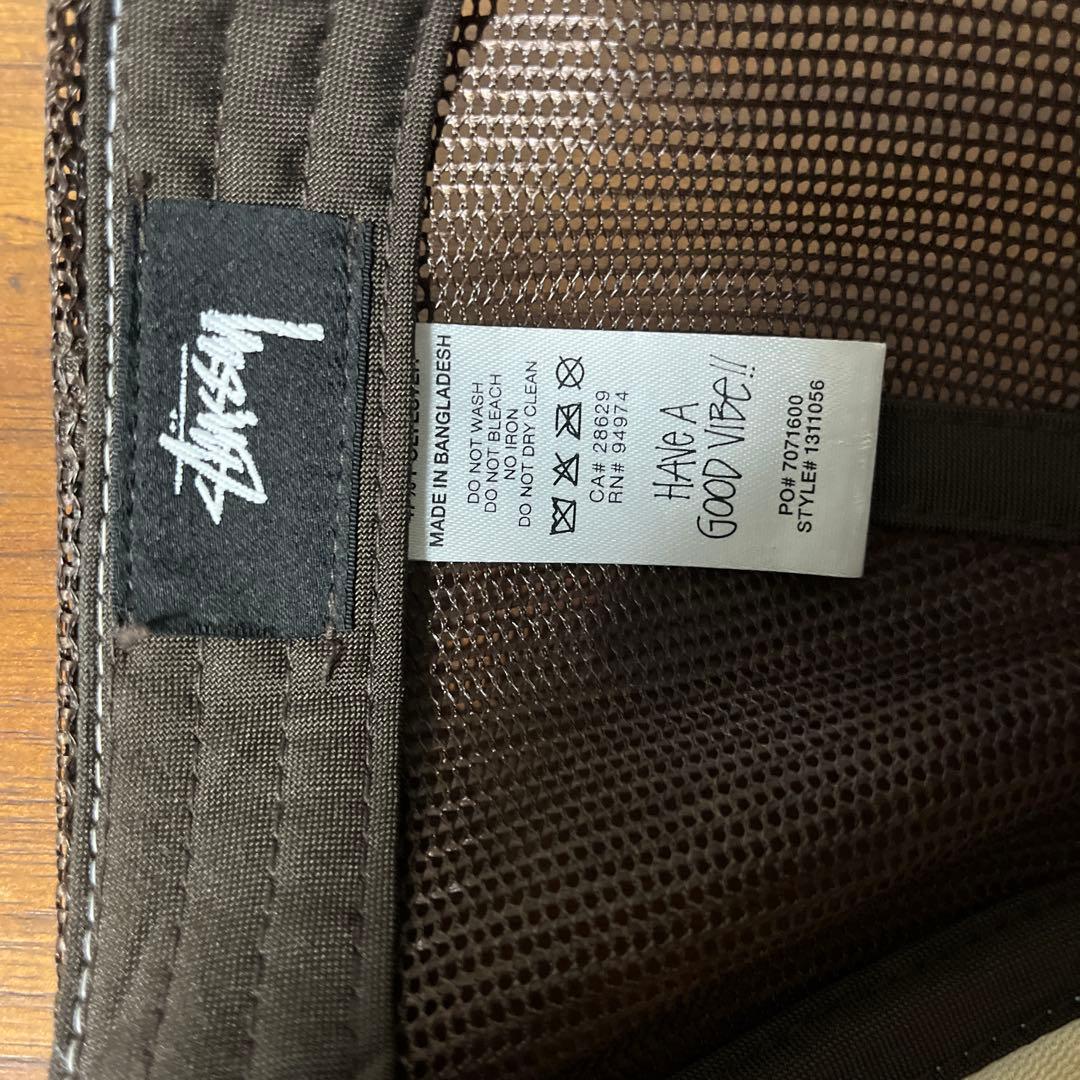 STÜSSY
MADE IN BANGLADESH
DO NOT WASH
DO NOT BLEACH
NO IRON
DO NOT DRY CLEAN
CA# 28629
RN# 94974
HAVE A
GOOD VIBE!!
PO# 7071600
STYLE# 1311056